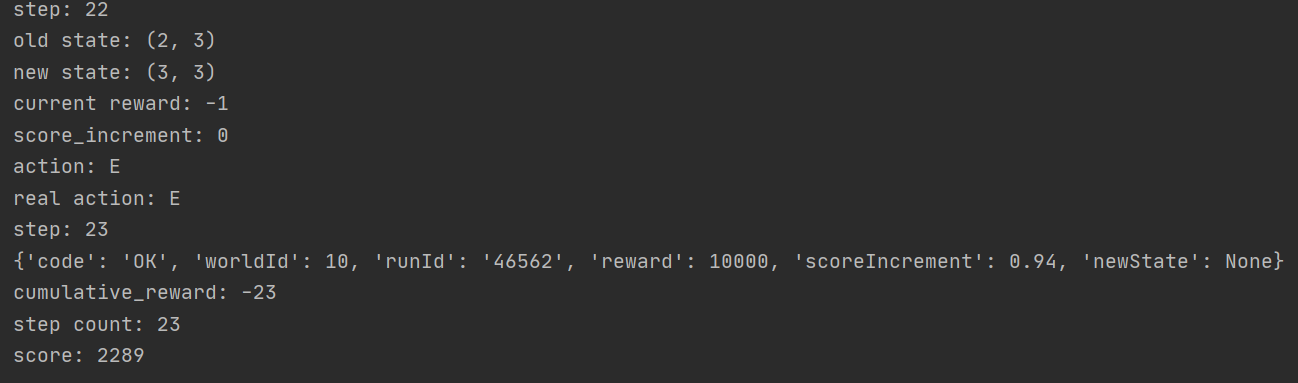 step: 22
old state: (2, 3)
new state: (3, 3)
current reward: -1
score_increment: 0
action: E
real action: E
step: 23
{'code': 'OK', 'worldId': 10, 'runId': '46562', 'reward': 10000, 'scoreIncrement': 0.94, 'newState': None}
cumulative_reward: -23
step count: 23
score: 2289